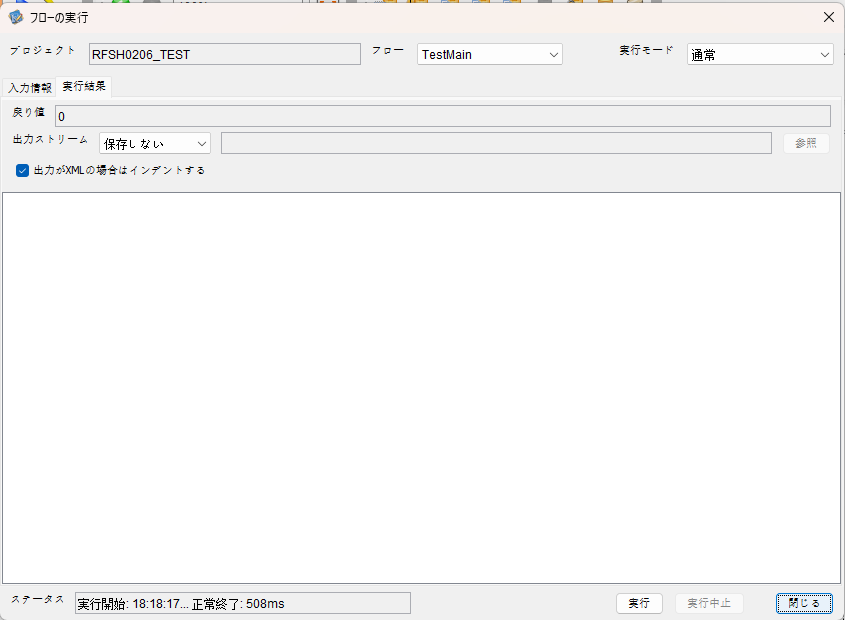 フローの実行
プロジェクト RFSH0206_TEST フロー TestMain 実行モード 通常
入力情報 実行結果
戻り値 0
出力ストリーム 保存しない 参照
出力がXMLの場合はインデントする
ステータス 実行開始: 18:18:17... 正常終了: 508ms 実行 実行中止 閉じる